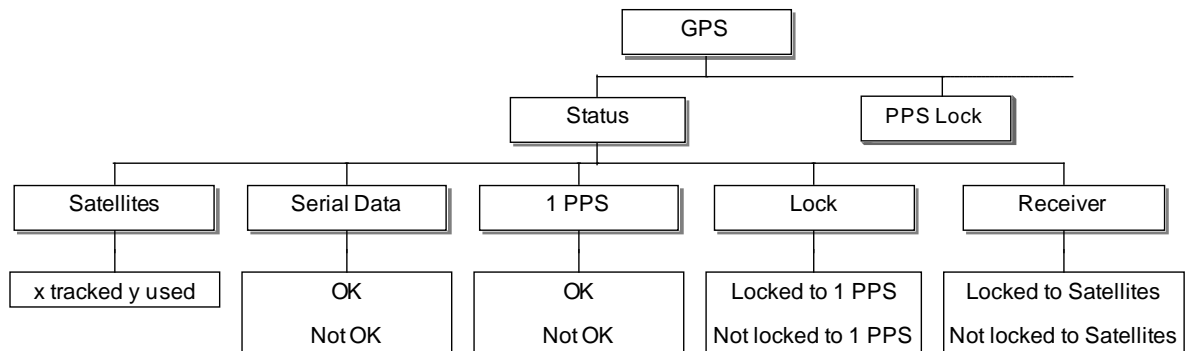 GPS
Status
PPS Lock
Satellites
Serial Data
1 PPS
Lock
Receiver
x tracked y used
OK
Not OK
OK
Not OK
Locked to 1 PPS
Not locked to 1 PPS
Locked to Satellites
Not locked to Satellites